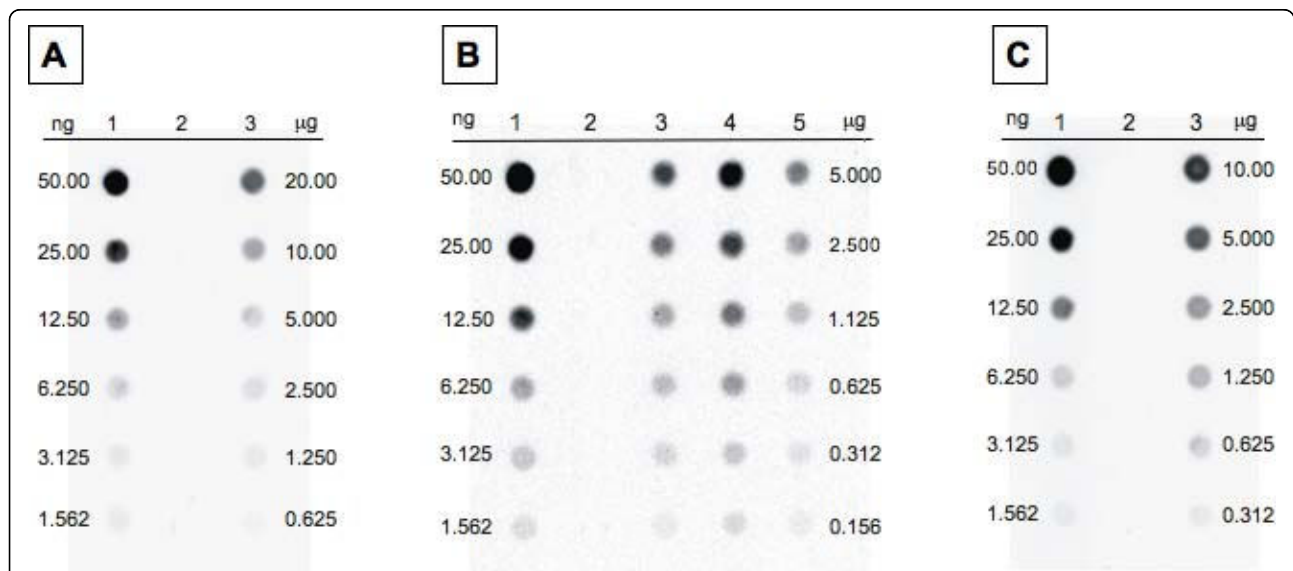 A B C
ng 1 2 3 µg ng 1 2 3 4 5 µg ng 1 2 3 µg
50.00 20.00 50.00 5.000 50.00 10.00
25.00 10.00 25.00 2.500 25.00 5.000
12.50 5.000 12.50 1.125 12.50 2.500
6.250 2.500 6.250 0.625 6.250 1.250
3.125 1.250 3.125 0.312 3.125 0.625
1.562 0.625 1.562 0.156 1.562 0.312